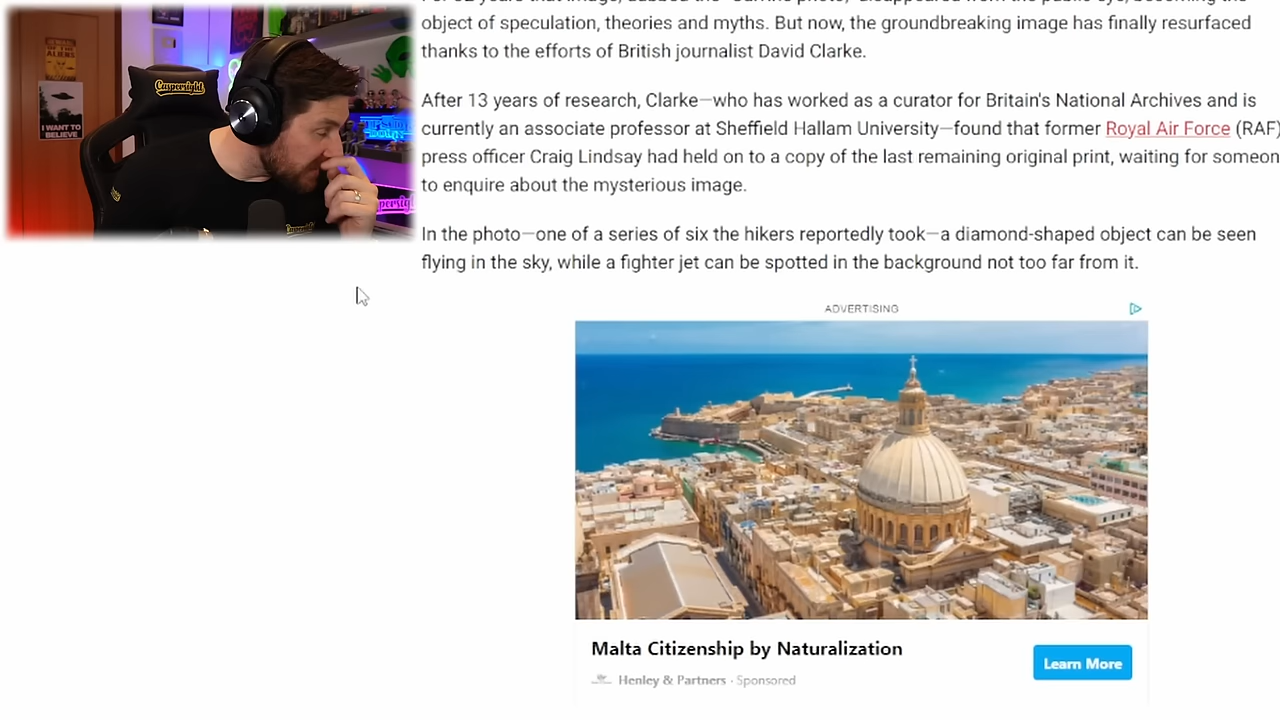 BEWARE
OF THE
ALIENS
I WANT TO
BELIEVE
Caspersight
object of speculation, theories and myths. But now, the groundbreaking image has finally resurfaced
thanks to the efforts of British journalist David Clarke.
After 13 years of research, Clarke—who has worked as a curator for Britain's National Archives and is
currently an associate professor at Sheffield Hallam University—found that former Royal Air Force (RAF)
press officer Craig Lindsay had held on to a copy of the last remaining original print, waiting for someon
to enquire about the mysterious image.
In the photo—one of a series of six the hikers reportedly took—a diamond-shaped object can be seen
flying in the sky, while a fighter jet can be spotted in the background not too far from it.
ADVERTISING
Malta Citizenship by Naturalization
Henley & Partners · Sponsored
Learn More